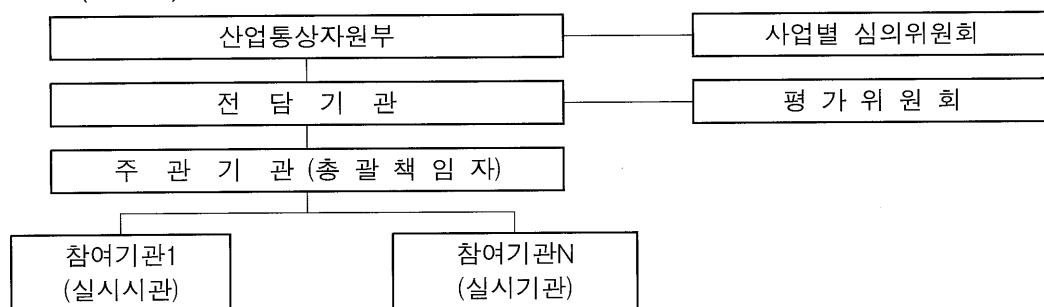 산업통상자원부
사업별 심의위원회
전 담 기 관
평 가 위 원 회
주 관 기 관 (총 괄 책 임 자)
참여기관1
(실시시관)
참여기관N
(실시기관)